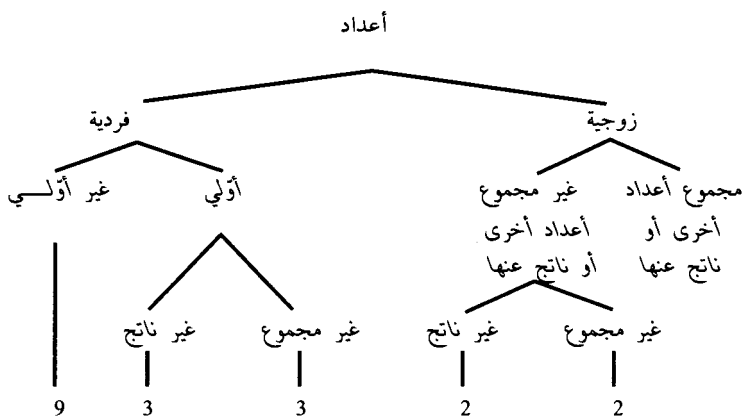 أعداد
زوجية
فردية
مجموع أعداد
أخرى أو
ناتج عنها
غير مجموع
أعداد أخرى
أو ناتج عنها
أوّلي
غير أوّلـــي
غير مجموع
غير ناتج
غير مجموع
غير ناتج
2
2
3
3
9